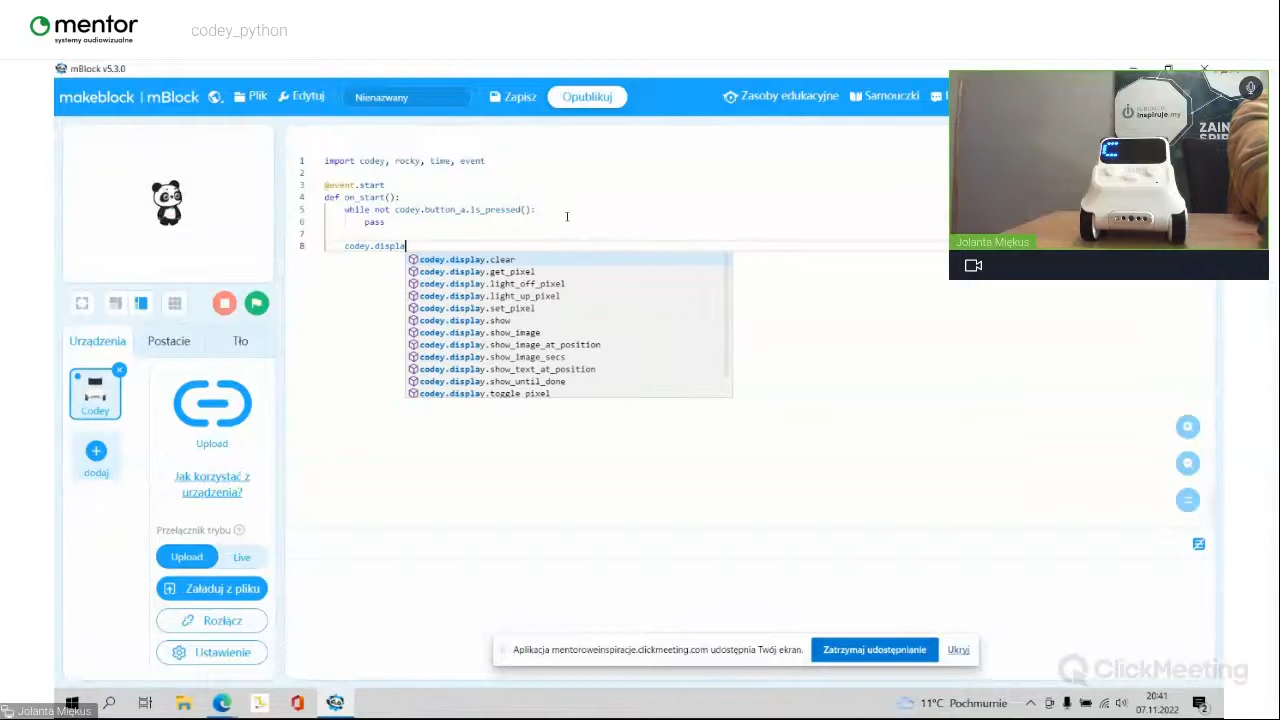 mentor
systemy audiowizualne
codey_python
mBlock v5.3.0
makeblock | mBlock
Plik
Edytuj
Nienazwany
Zapisz
Opublikuj
Zasoby edukacyjne
Samouczki
inspiruje.my
ZAIN
C
Jolanta Miękus
1 import codey, rocky, time, event
2
3 @event.start
4 def on_start():
5 while not codey.button_a.is_pressed():
6 pass
7
8 codey.displa
codey.display.clear
codey.display.get_pixel
codey.display.light_off_pixel
codey.display.light_up_pixel
codey.display.set_pixel
codey.display.show
codey.display.show_image
codey.display.show_image_at_position
codey.display.show_image_secs
codey.display.show_text_at_position
codey.display.show_until_done
codey.display.toggle_pixel
Urządzenia
Postacie
Tło
Codey
dodaj
Upload
Jak korzystać z
urządzenia?
Przełącznik trybu
Upload
Live
Załaduj z pliku
Rozłącz
Ustawienie
Aplikacja mentoroweinspiracje.clickmeeting.com udostępnia Twój ekran.
Zatrzymaj udostępnianie
Ukryj
ClickMeeting
11°C Pochmurnie
20:41
07.11.2022
2
Jolanta Miękus